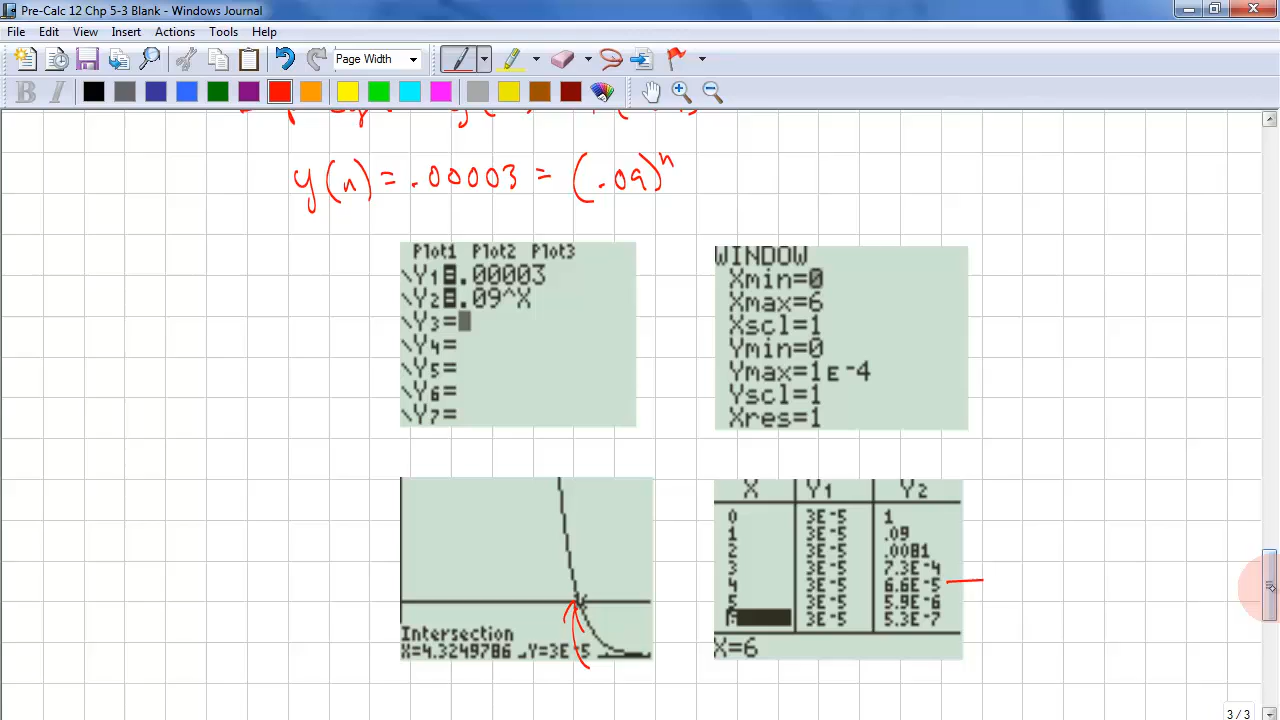 Pre-Calc 12 Chp 5-3 Blank - Windows Journal
File Edit View Insert Actions Tools Help
Page Width
B I U
y(n) = .00003 = (.09)^n
Plot1 Plot2 Plot3
\Y1=.00003
\Y2=.09^X
\Y3=
\Y4=
\Y5=
\Y6=
\Y7=
WINDOW
Xmin=0
Xmax=6
Xscl=1
Ymin=0
Ymax=1E-4
Yscl=1
Xres=1
Intersection
X=4.3249786 Y=3E-5
X Y1 Y2
0 3E-5 1
1 3E-5 .09
2 3E-5 .0081
3 3E-5 7.3E-4
4 3E-5 6.6E-5
5 3E-5 5.9E-6
3E-5 5.3E-7
X=6
3 / 3